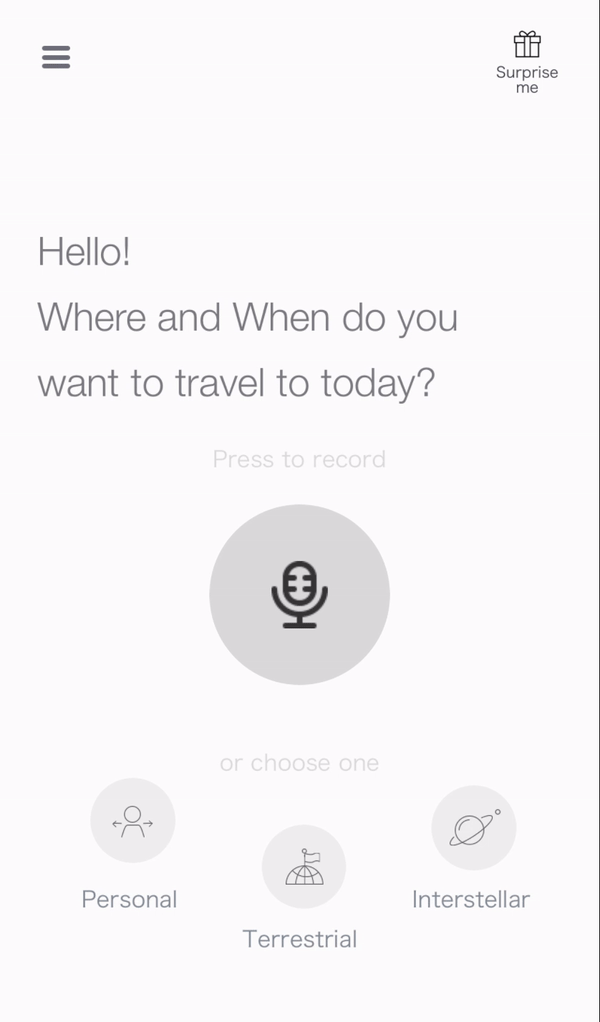 Surprise
me
Hello!
Where and When do you
want to travel to today?
Press to record
or choose one
Personal
Interstellar
Terrestrial